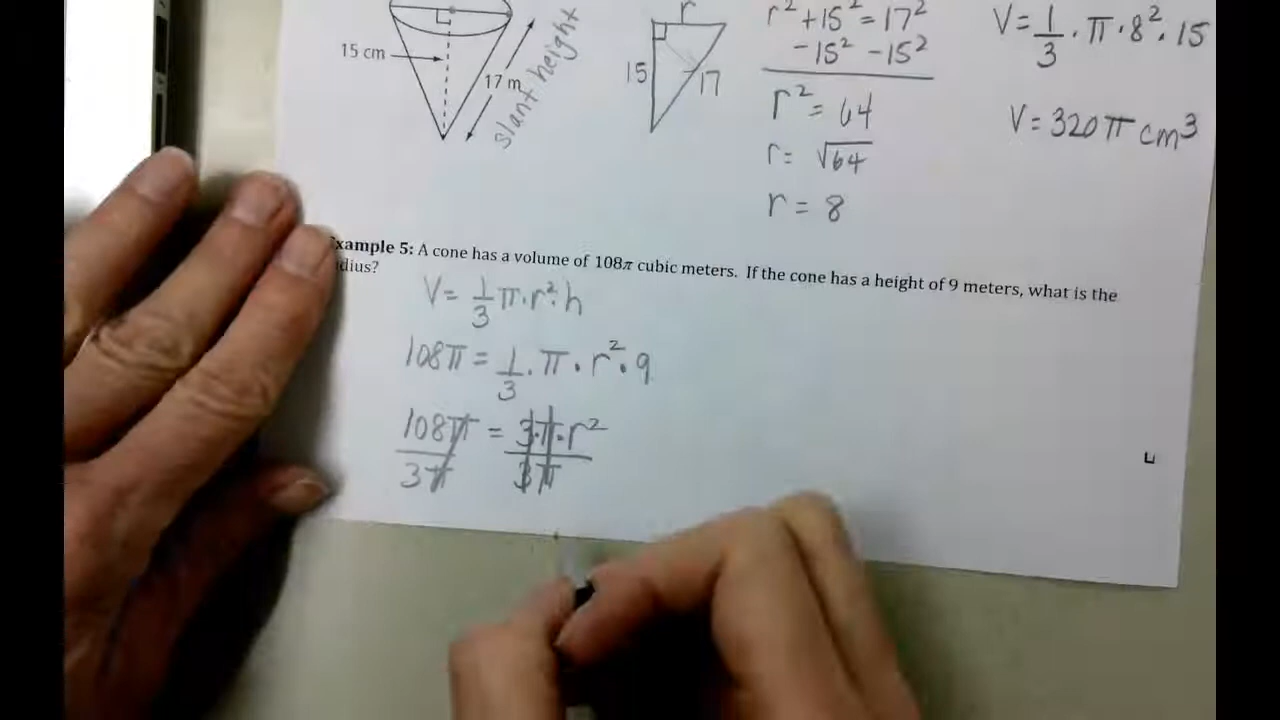 15 cm
17 m
slant height
r
15
17
r² + 15² = 17²
-15² -15²
r² = 64
r = √64
r = 8
V = 1/3 · π · 8² · 15
V = 320π cm³
xample 5: A cone has a volume of 108π cubic meters. If the cone has a height of 9 meters, what is the
dius?
V = 1/3 π · r² · h
108π = 1/3 · π · r² · 9
108π/3π = 3·π·r²/3π